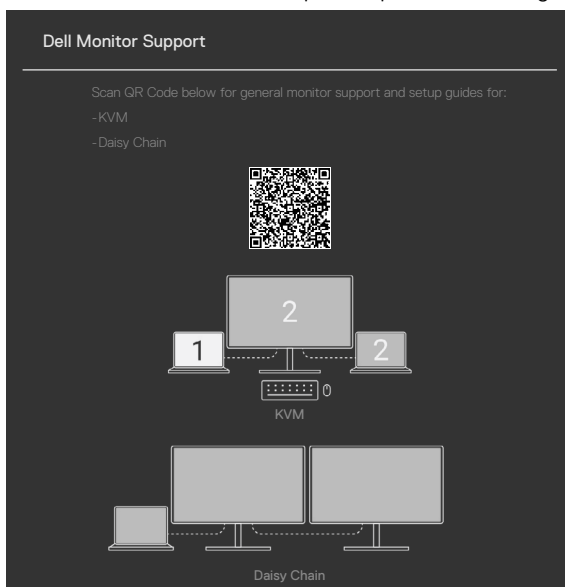 Dell Monitor Support
Scan QR Code below for general monitor support and setup guides for:
-KVM
-Daisy Chain
2
1
2
KVM
Daisy Chain